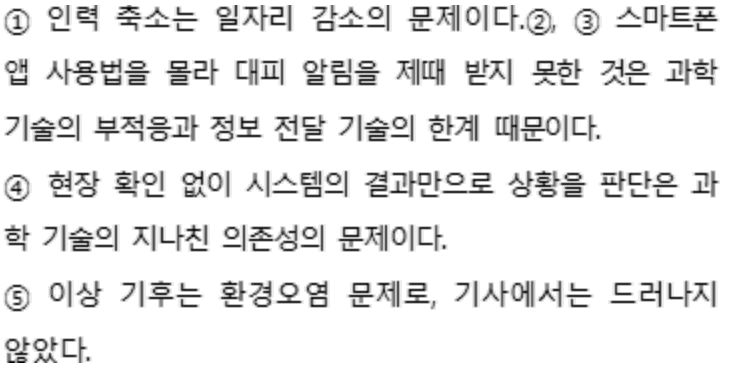 ① 인력 축소는 일자리 감소의 문제이다.②, ③ 스마트폰
앱 사용법을 몰라 대피 알림을 제때 받지 못한 것은 과학
기술의 부적응과 정보 전달 기술의 한계 때문이다.
④ 현장 확인 없이 시스템의 결과만으로 상황을 판단은 과
학 기술의 지나친 의존성의 문제이다.
⑤ 이상 기후는 환경오염 문제로, 기사에서는 드러나지
않았다.